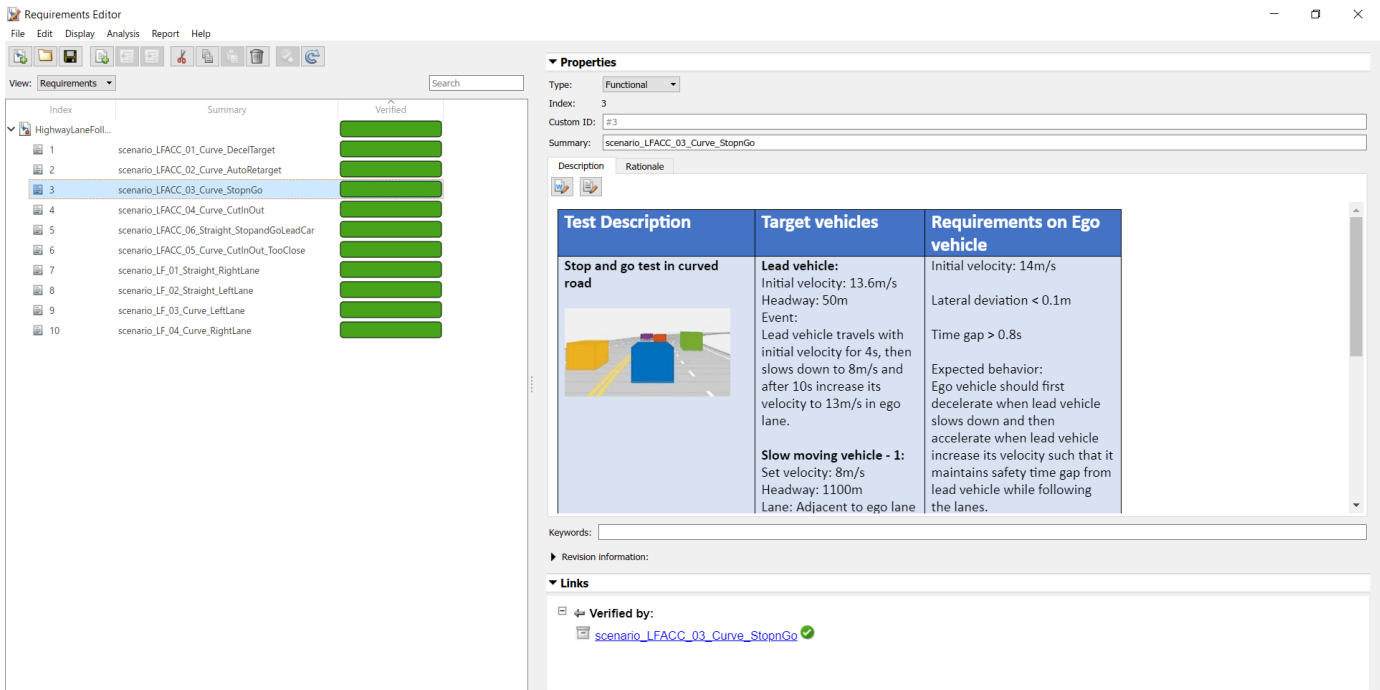 Requirements Editor
File Edit Display Analysis Report Help
View: Requirements
Search
Index Summary Verified
HighwayLaneFoll...
1 scenario_LFACC_01_Curve_DecelTarget
2 scenario_LFACC_02_Curve_AutoRetarget
3 scenario_LFACC_03_Curve_StopnGo
4 scenario_LFACC_04_Curve_CutInOut
5 scenario_LFACC_06_Straight_StopandGoLeadCar
6 scenario_LFACC_05_Curve_CutInOut_TooClose
7 scenario_LF_01_Straight_RightLane
8 scenario_LF_02_Straight_LeftLane
9 scenario_LF_03_Curve_LeftLane
10 scenario_LF_04_Curve_RightLane
Properties
Type: Functional
Index: 3
Custom ID: #3
Summary: scenario_LFACC_03_Curve_StopnGo
Description Rationale
Test Description
Stop and go test in curved
road
Target vehicles
Lead vehicle:
Initial velocity: 13.6m/s
Headway: 50m
Event:
Lead vehicle travels with
initial velocity for 4s, then
slows down to 8m/s and
after 10s increase its
velocity to 13m/s in ego
lane.
Slow moving vehicle - 1:
Set velocity: 8m/s
Headway: 1100m
Lane: Adjacent to ego lane
Requirements on Ego
vehicle
Initial velocity: 14m/s
Lateral deviation < 0.1m
Time gap > 0.8s
Expected behavior:
Ego vehicle should first
decelerate when lead vehicle
slows down and then
accelerate when lead vehicle
increase its velocity such that it
maintains safety time gap from
lead vehicle while following
the lanes.
Keywords:
Revision information:
Links
Verified by:
scenario_LFACC_03_Curve_StopnGo